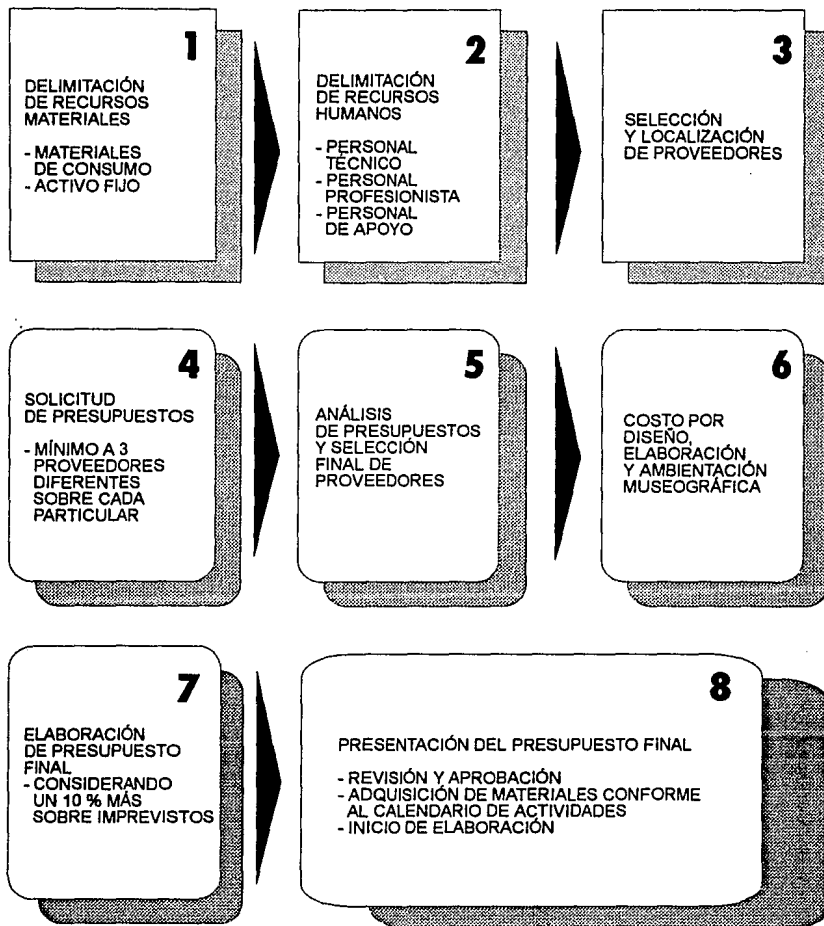 1
DELIMITACIÓN
DE RECURSOS
MATERIALES
- MATERIALES
DE CONSUMO
- ACTIVO FIJO
2
DELIMITACIÓN
DE RECURSOS
HUMANOS
- PERSONAL
TÉCNICO
- PERSONAL
PROFESIONISTA
- PERSONAL
DE APOYO
3
SELECCIÓN
Y LOCALIZACIÓN
DE PROVEEDORES
4
SOLICITUD
DE PRESUPUESTOS
- MÍNIMO A 3
PROVEEDORES
DIFERENTES
SOBRE CADA
PARTICULAR
5
ANÁLISIS
DE PRESUPUESTOS
Y SELECCIÓN
FINAL DE
PROVEEDORES
6
COSTO POR
DISEÑO,
ELABORACIÓN
Y AMBIENTACIÓN
MUSEOGRÁFICA
7
ELABORACIÓN
DE PRESUPUESTO
FINAL
- CONSIDERANDO
UN 10 % MÁS
SOBRE IMPREVISTOS
8
PRESENTACIÓN DEL PRESUPUESTO FINAL
- REVISIÓN Y APROBACIÓN
- ADQUISICIÓN DE MATERIALES CONFORME
AL CALENDARIO DE ACTIVIDADES
- INICIO DE ELABORACIÓN